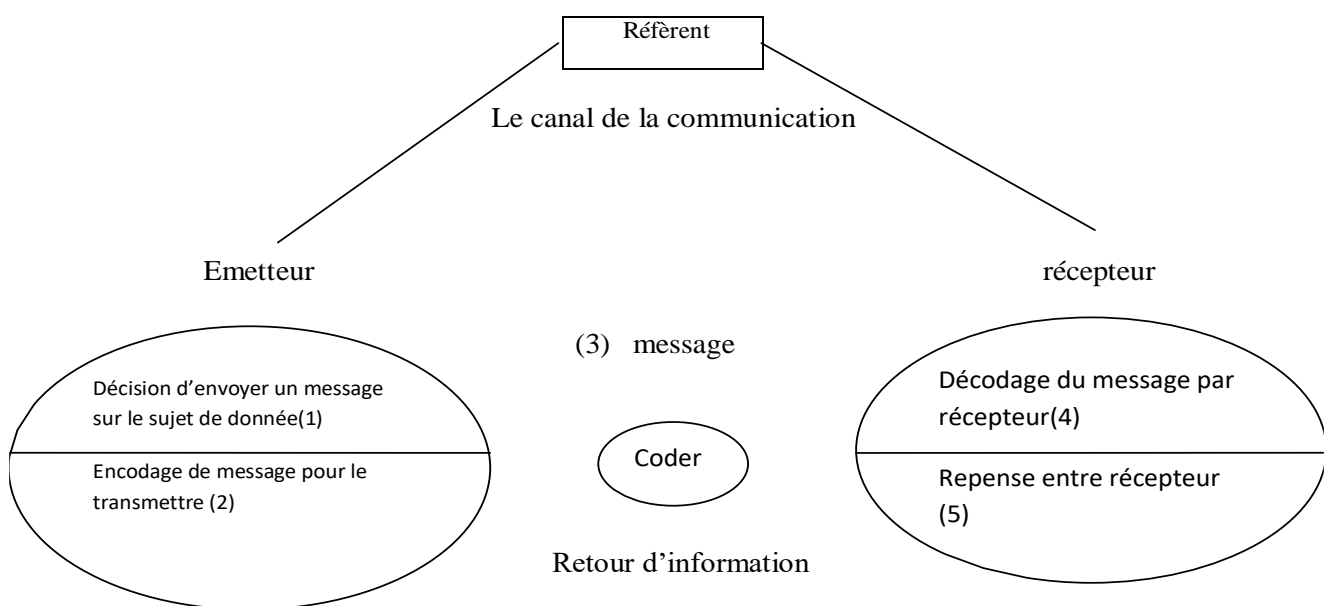 Réfèrent
Le canal de la communication
Emetteur
récepteur
(3) message
Décision d’envoyer un message
sur le sujet de donnée(1)
Encodage de message pour le
transmettre (2)
Coder
Décodage du message par
récepteur(4)
Repense entre récepteur
(5)
Retour d’information